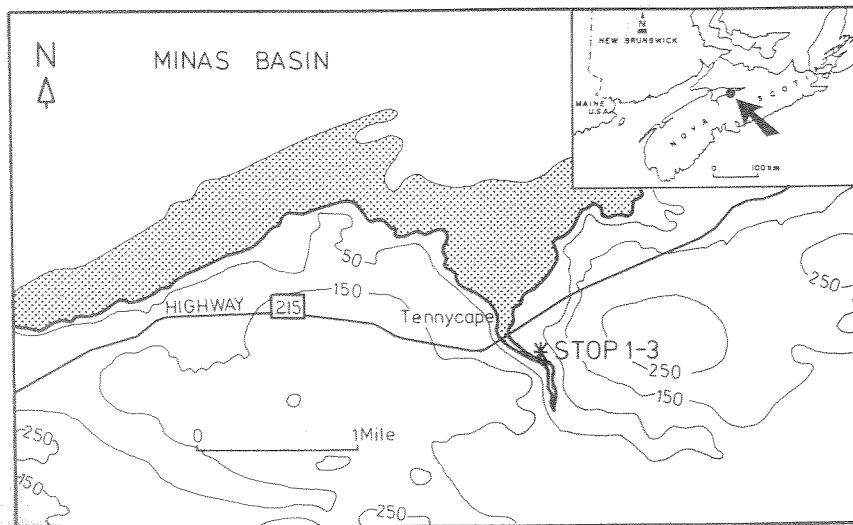 N
MINAS BASIN
N
NEW BRUNSWICK
MAINE
U.S.A.
NOVA SCOTIA
0 100 km
50
150
HIGHWAY 215
Tennycape
STOP 1-3
250
250
150
0 1 Mile
250
150
250